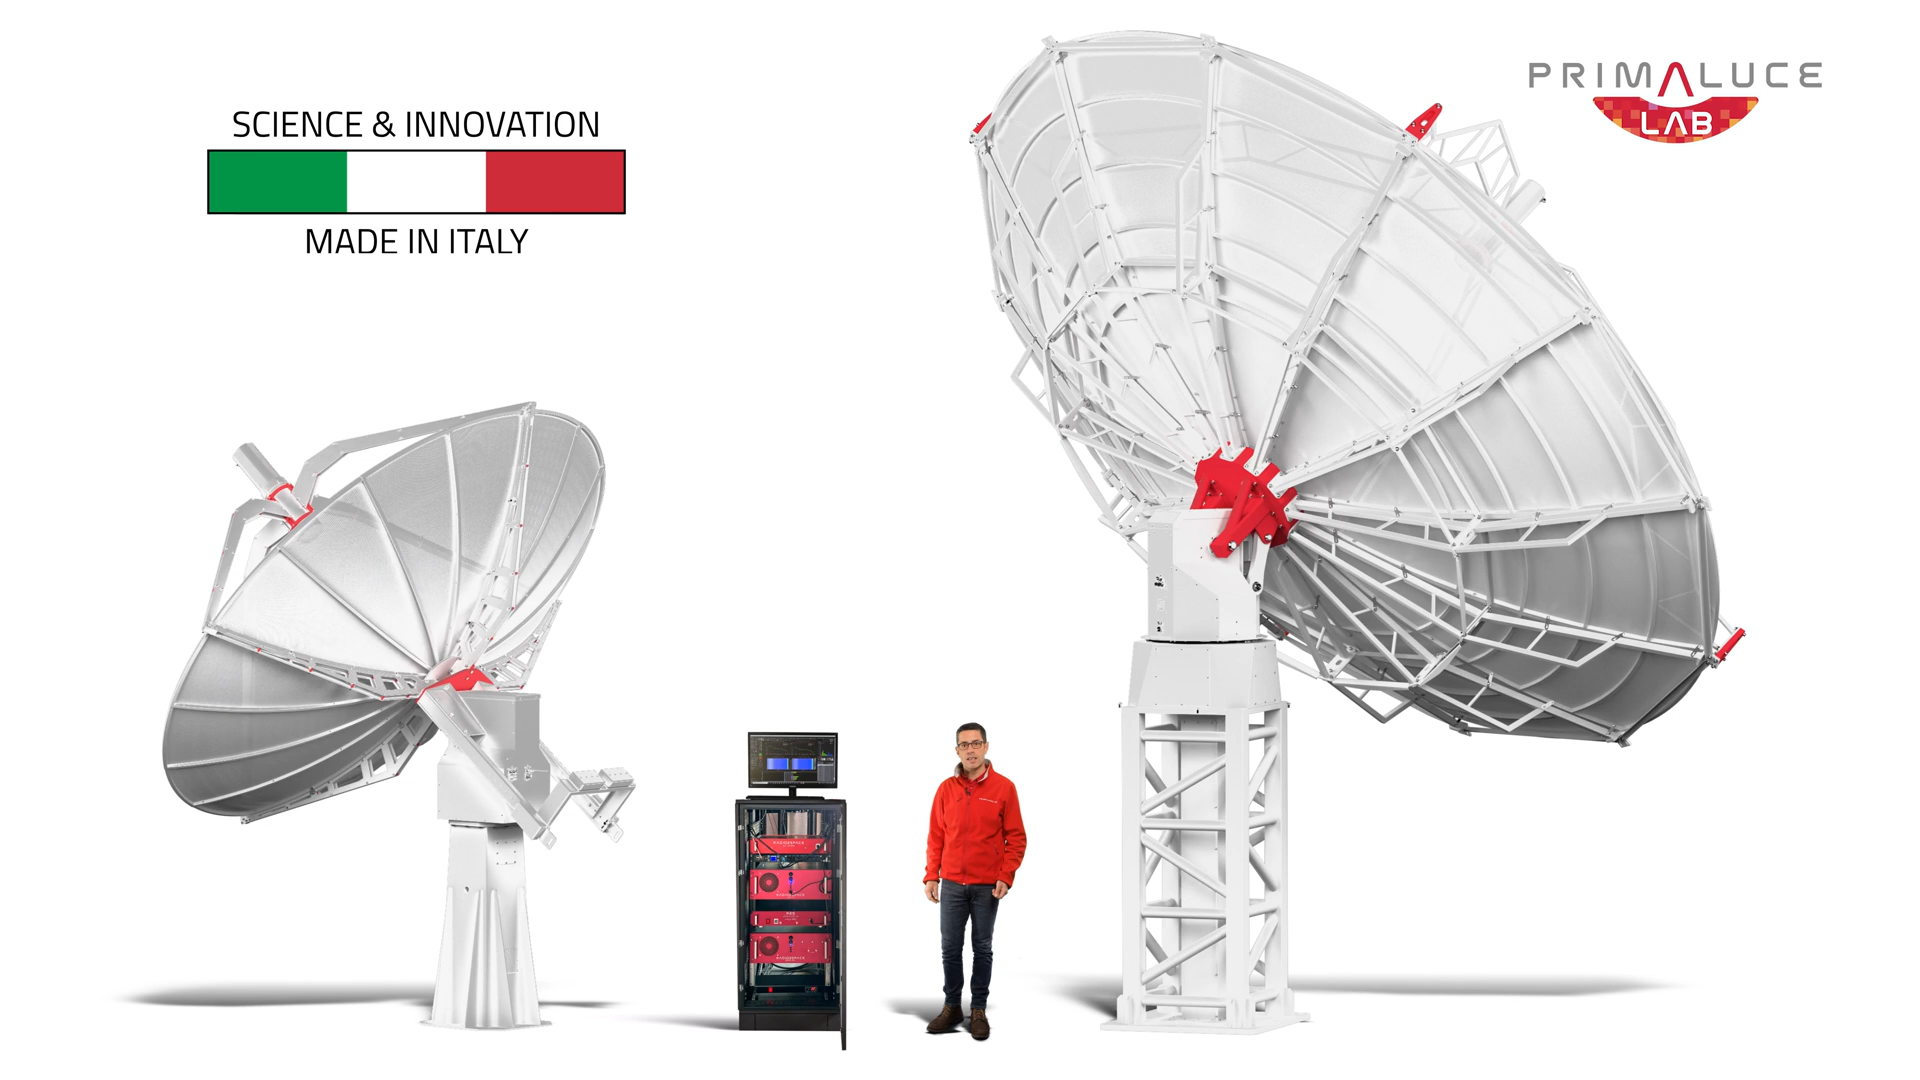 SCIENCE & INNOVATION
MADE IN ITALY
PRIMALUCE
LAB